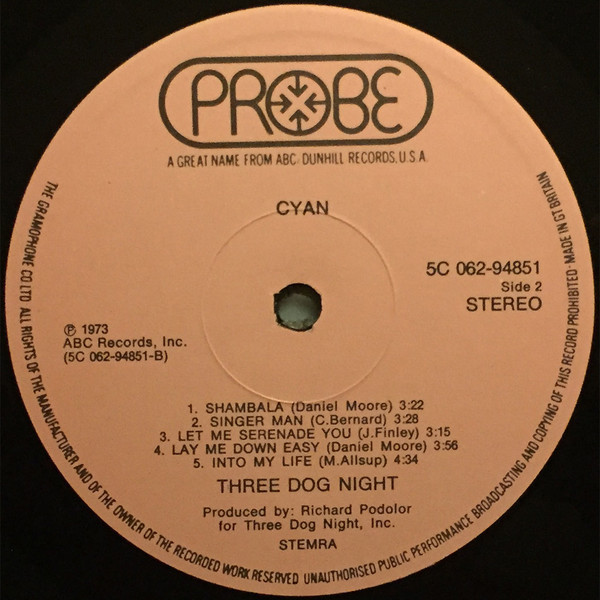 PROBE
A GREAT NAME FROM ABC DUNHILL RECORDS, U.S.A.
CYAN
5C 062-94851
Side 2
STEREO
℗ 1973
ABC Records, Inc.
(5C 062-94851-B)
1. SHAMBALA (Daniel Moore) 3:22
2. SINGER MAN (C.Bernard) 3:28
3. LET ME SERENADE YOU (J.Finley) 3:15
4. LAY ME DOWN EASY (Daniel Moore) 3:56
5. INTO MY LIFE (M.Allsup) 4:34
THREE DOG NIGHT
Produced by: Richard Podolor
for Three Dog Night, Inc.
STEMRA
THE GRAMOPHONE CO LTD. ALL RIGHTS OF THE MANUFACTURER AND OF THE OWNER OF THE RECORDED WORK RESERVED UNAUTHORISED PUBLIC PERFORMANCE BROADCASTING AND COPYING OF THIS RECORD PROHIBITED · MADE IN GT BRITAIN